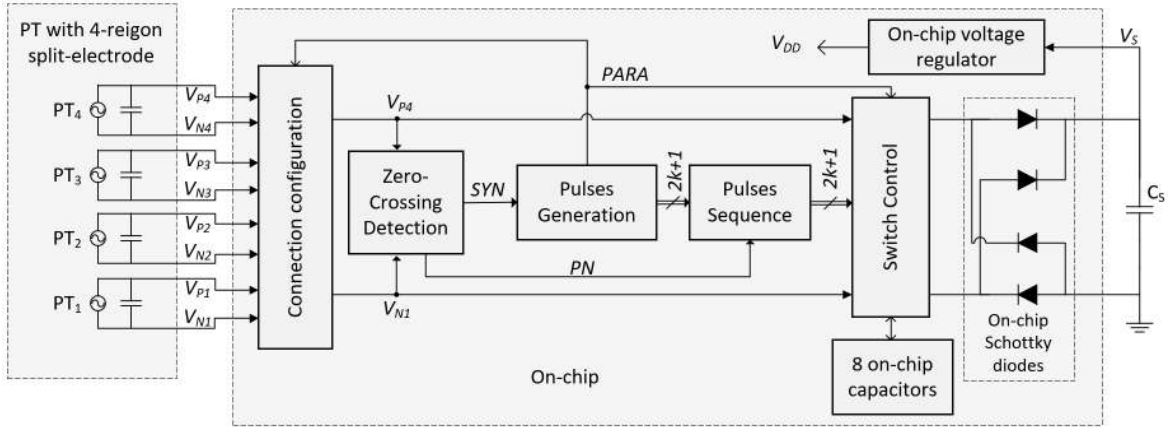 PT with 4-reigon
split-electrode
PT4
VP4
VN4
PT3
VP3
VN3
PT2
VP2
VN2
PT1
VP1
VN1
Connection configuration
VP4
Zero-
Crossing
Detection
VN1
SYN
PARA
Pulses
Generation
2k+1
Pulses
Sequence
2k+1
PN
Switch Control
8 on-chip
capacitors
On-chip
VDD
On-chip voltage
regulator
VS
On-chip
Schottky
diodes
CS